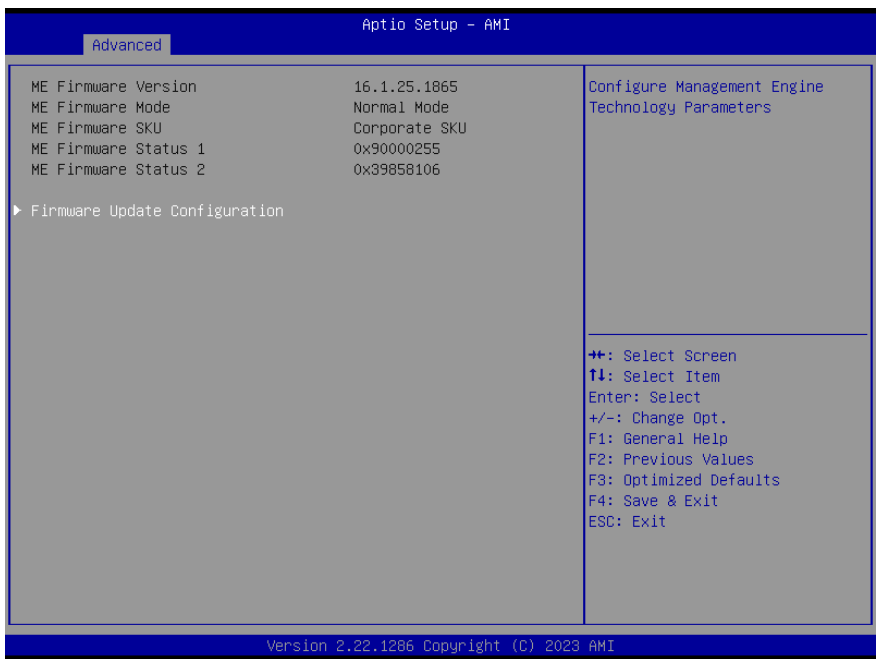 Aptio Setup – AMI
Advanced
ME Firmware Version 16.1.25.1865
ME Firmware Mode Normal Mode
ME Firmware SKU Corporate SKU
ME Firmware Status 1 0x90000255
ME Firmware Status 2 0x39858106
▶ Firmware Update Configuration
Configure Management Engine
Technology Parameters
→←: Select Screen
↑↓: Select Item
Enter: Select
+/-: Change Opt.
F1: General Help
F2: Previous Values
F3: Optimized Defaults
F4: Save & Exit
ESC: Exit
Version 2.22.1286 Copyright (C) 2023 AMI